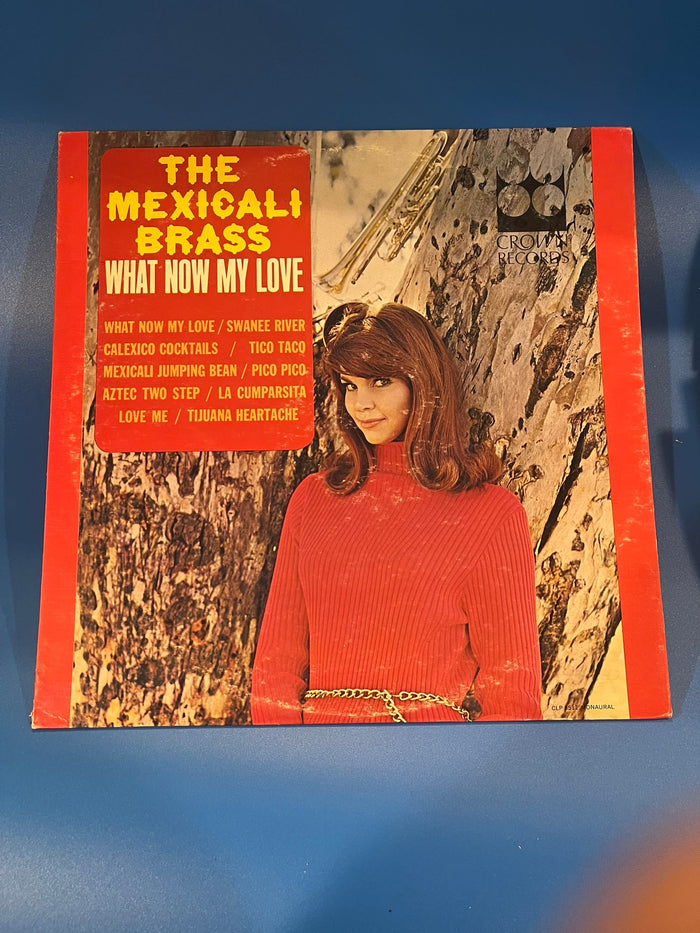 THE
MEXICALI
BRASS
WHAT NOW MY LOVE
WHAT NOW MY LOVE / SWANEE RIVER
CALEXICO COCKTAILS / TICO TACO
MEXICALI JUMPING BEAN / PICO PICO
AZTEC TWO STEP / LA CUMPARSITA
LOVE ME / TIJUANA HEARTACHE
CROWN
RECORDS
CLP MONAURAL